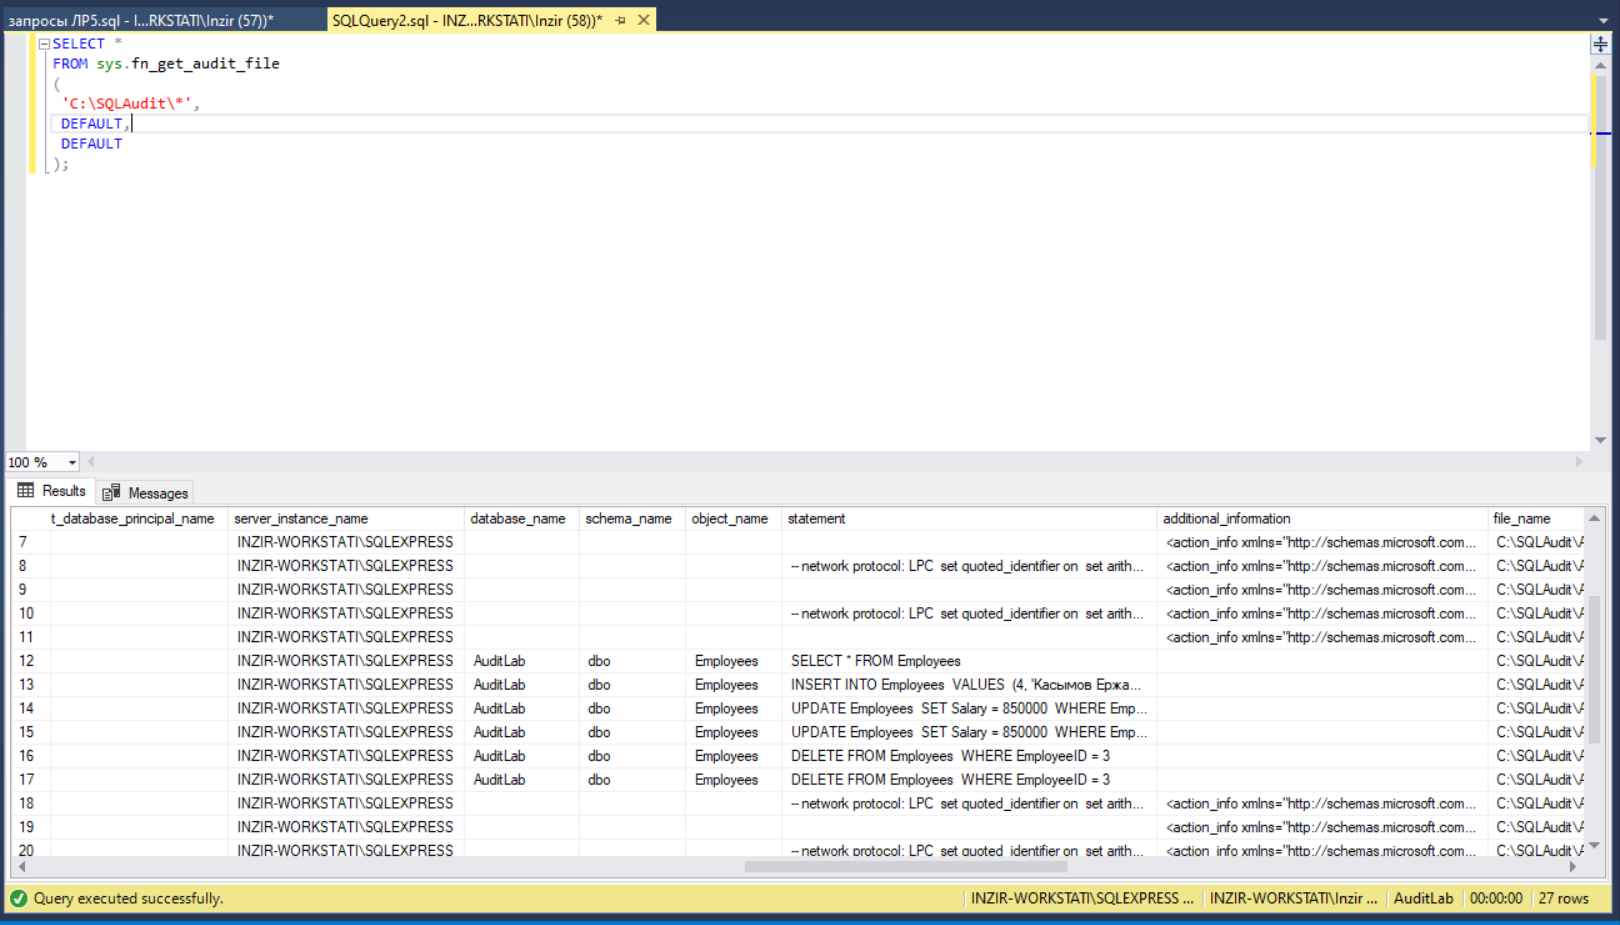 запросы ЛР5.sql - I...RKSTATI\Inzir (57))*
SQLQuery2.sql - INZ...RKSTATI\Inzir (58))*
SELECT *
FROM sys.fn_get_audit_file
(
'C:\SQLAudit\*',
DEFAULT,
DEFAULT
);
100 %
Results
Messages
t_database_principal_name server_instance_name database_name schema_name object_name statement additional_information file_name
7 INZIR-WORKSTATI\SQLEXPRESS <action_info xmlns="http://schemas.microsoft.com... C:\SQLAudit\A
8 INZIR-WORKSTATI\SQLEXPRESS -- network protocol: LPC set quoted_identifier on set arith... <action_info xmlns="http://schemas.microsoft.com... C:\SQLAudit\A
9 INZIR-WORKSTATI\SQLEXPRESS <action_info xmlns="http://schemas.microsoft.com... C:\SQLAudit\A
10 INZIR-WORKSTATI\SQLEXPRESS -- network protocol: LPC set quoted_identifier on set arith... <action_info xmlns="http://schemas.microsoft.com... C:\SQLAudit\A
11 INZIR-WORKSTATI\SQLEXPRESS <action_info xmlns="http://schemas.microsoft.com... C:\SQLAudit\A
12 INZIR-WORKSTATI\SQLEXPRESS AuditLab dbo Employees SELECT * FROM Employees C:\SQLAudit\A
13 INZIR-WORKSTATI\SQLEXPRESS AuditLab dbo Employees INSERT INTO Employees VALUES (4, 'Касымов Ержа... C:\SQLAudit\A
14 INZIR-WORKSTATI\SQLEXPRESS AuditLab dbo Employees UPDATE Employees SET Salary = 850000 WHERE Emp... C:\SQLAudit\A
15 INZIR-WORKSTATI\SQLEXPRESS AuditLab dbo Employees UPDATE Employees SET Salary = 850000 WHERE Emp... C:\SQLAudit\A
16 INZIR-WORKSTATI\SQLEXPRESS AuditLab dbo Employees DELETE FROM Employees WHERE EmployeeID = 3 C:\SQLAudit\A
17 INZIR-WORKSTATI\SQLEXPRESS AuditLab dbo Employees DELETE FROM Employees WHERE EmployeeID = 3 C:\SQLAudit\A
18 INZIR-WORKSTATI\SQLEXPRESS -- network protocol: LPC set quoted_identifier on set arith... <action_info xmlns="http://schemas.microsoft.com... C:\SQLAudit\A
19 INZIR-WORKSTATI\SQLEXPRESS <action_info xmlns="http://schemas.microsoft.com... C:\SQLAudit\A
20 INZIR-WORKSTATI\SQLEXPRESS -- network protocol: LPC set quoted_identifier on set arith... <action_info xmlns="http://schemas.microsoft.com... C:\SQLAudit\A
Query executed successfully. INZIR-WORKSTATI\SQLEXPRESS ... INZIR-WORKSTATI\Inzir ... AuditLab 00:00:00 27 rows